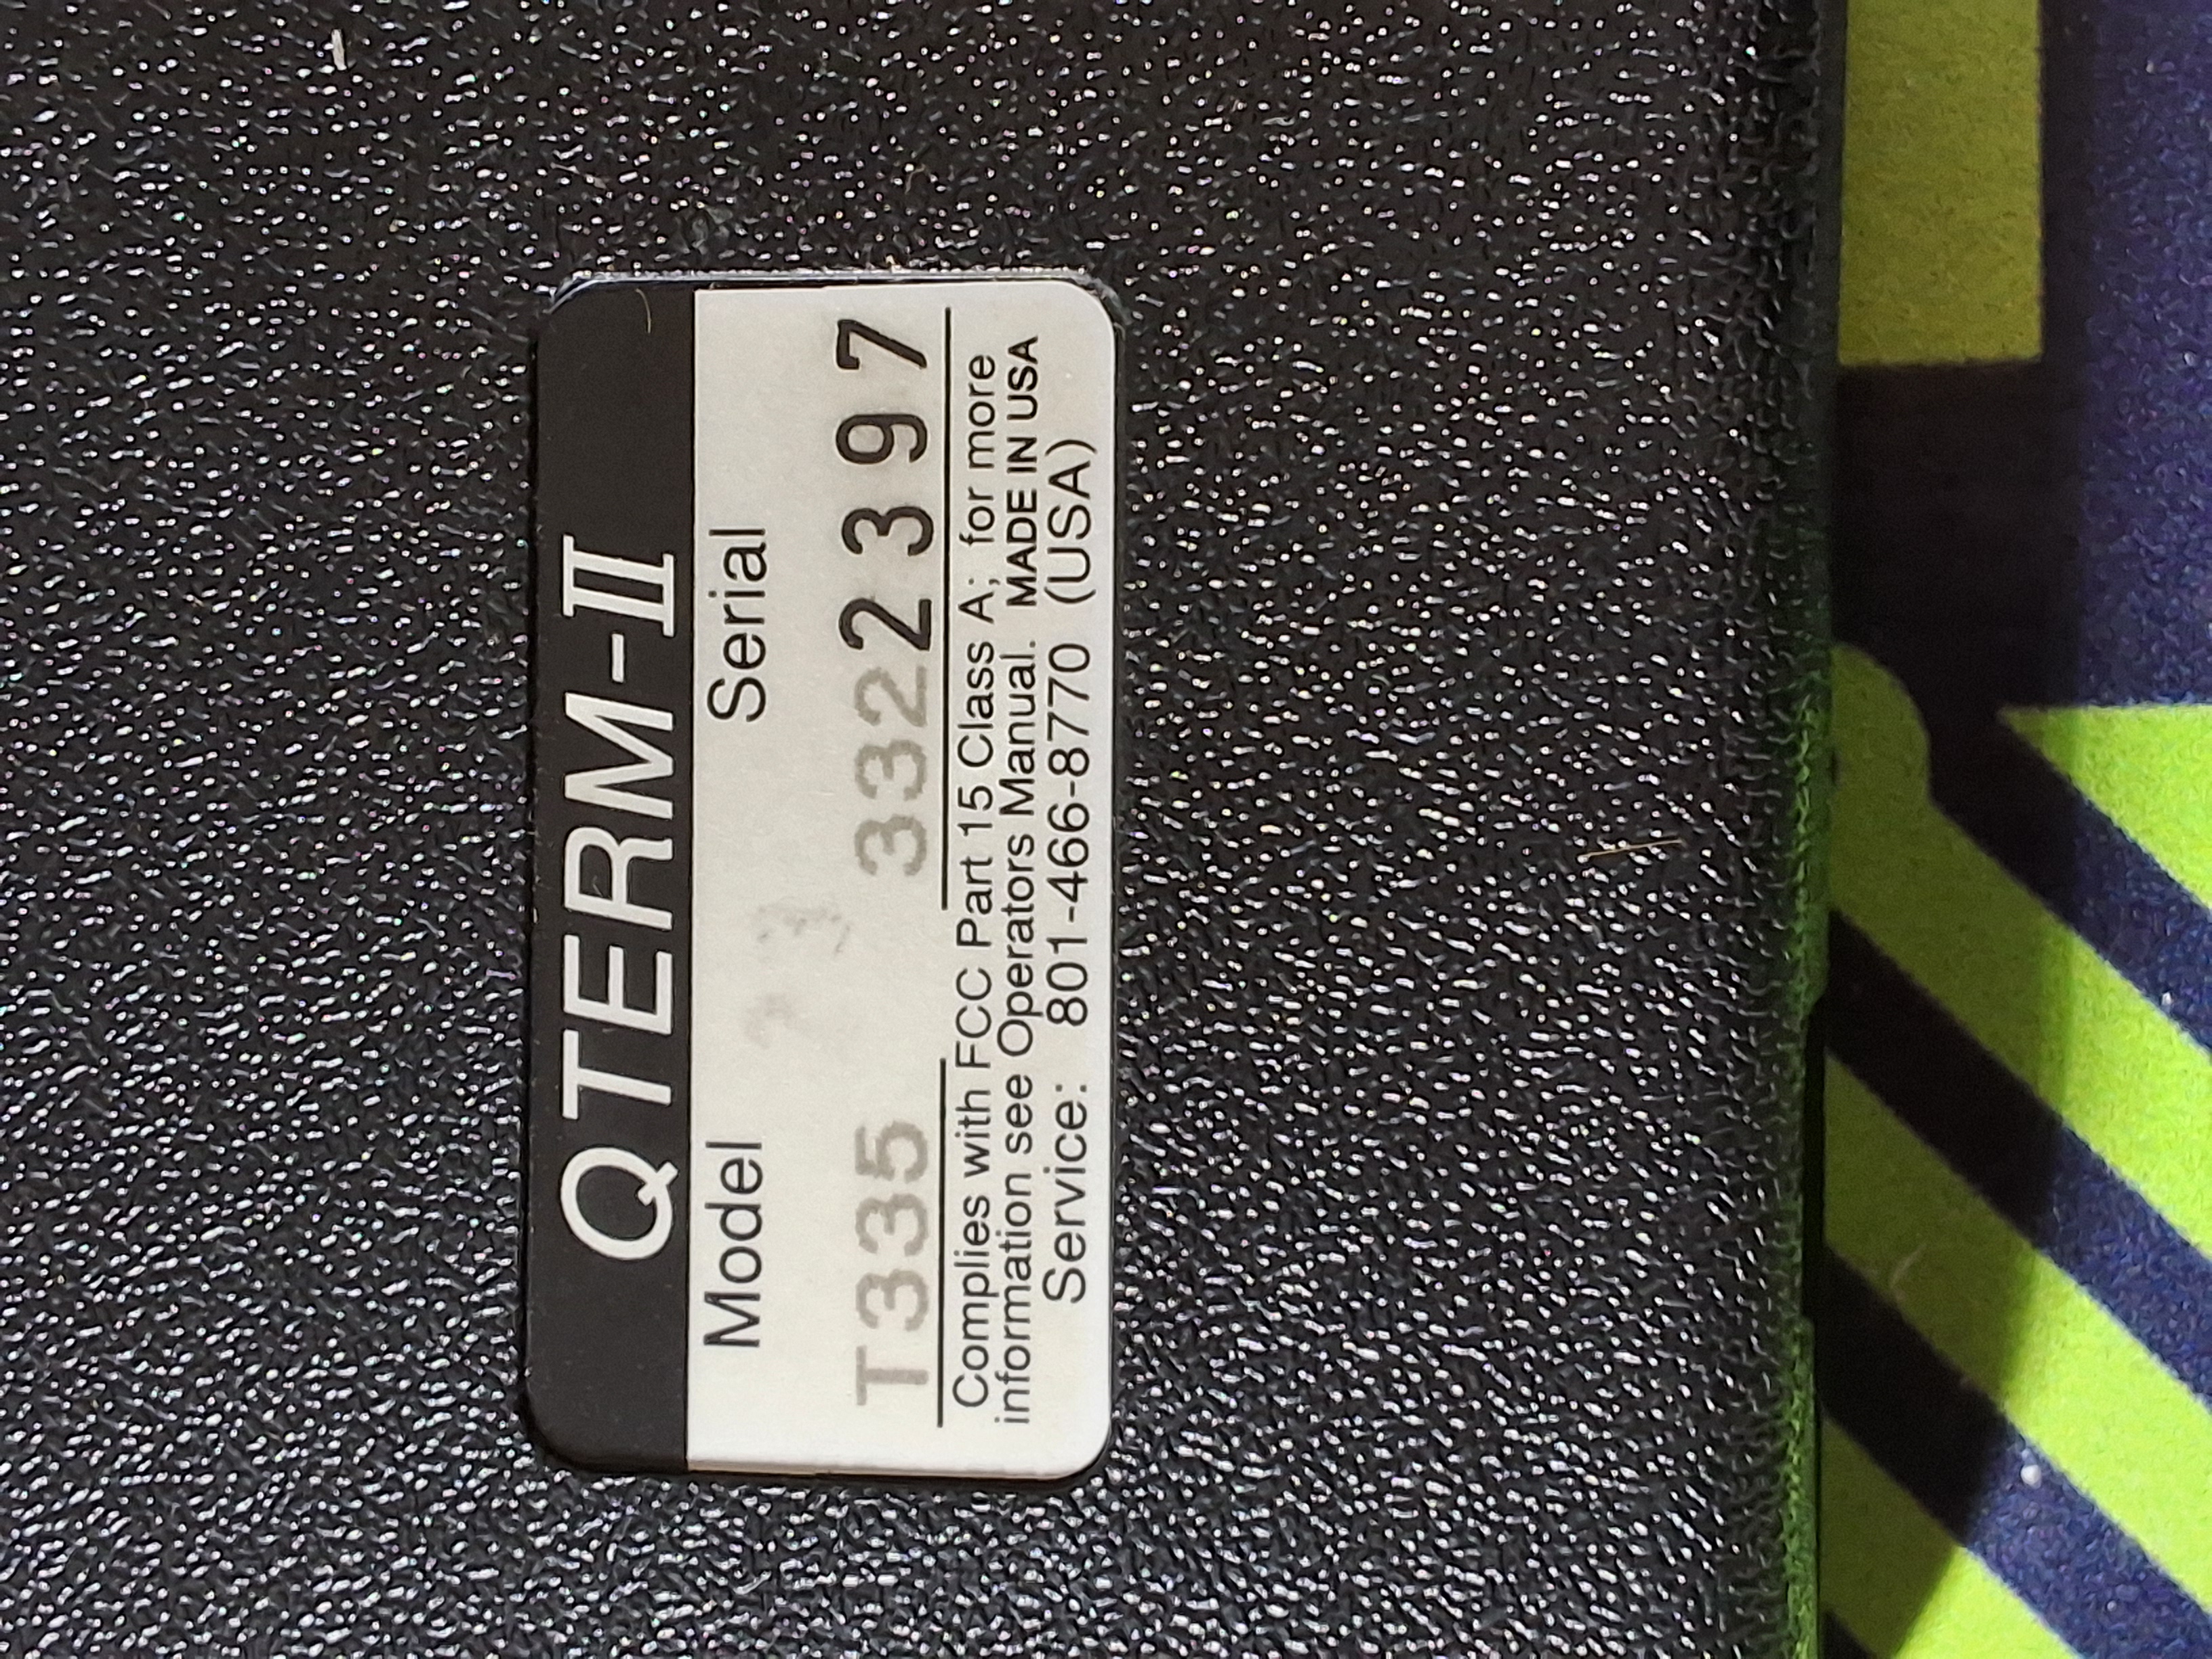 QTERM-II
Model Serial
T335 3322397
Complies with FCC Part 15 Class A; for more
information see Operators Manual. MADE IN USA
Service: 801-466-8770 (USA)